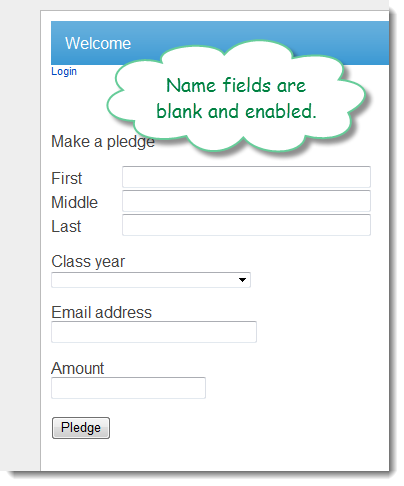 Welcome
Login
Name fields are
blank and enabled.
Make a pledge
First
Middle
Last
Class year
Email address
Amount
Pledge